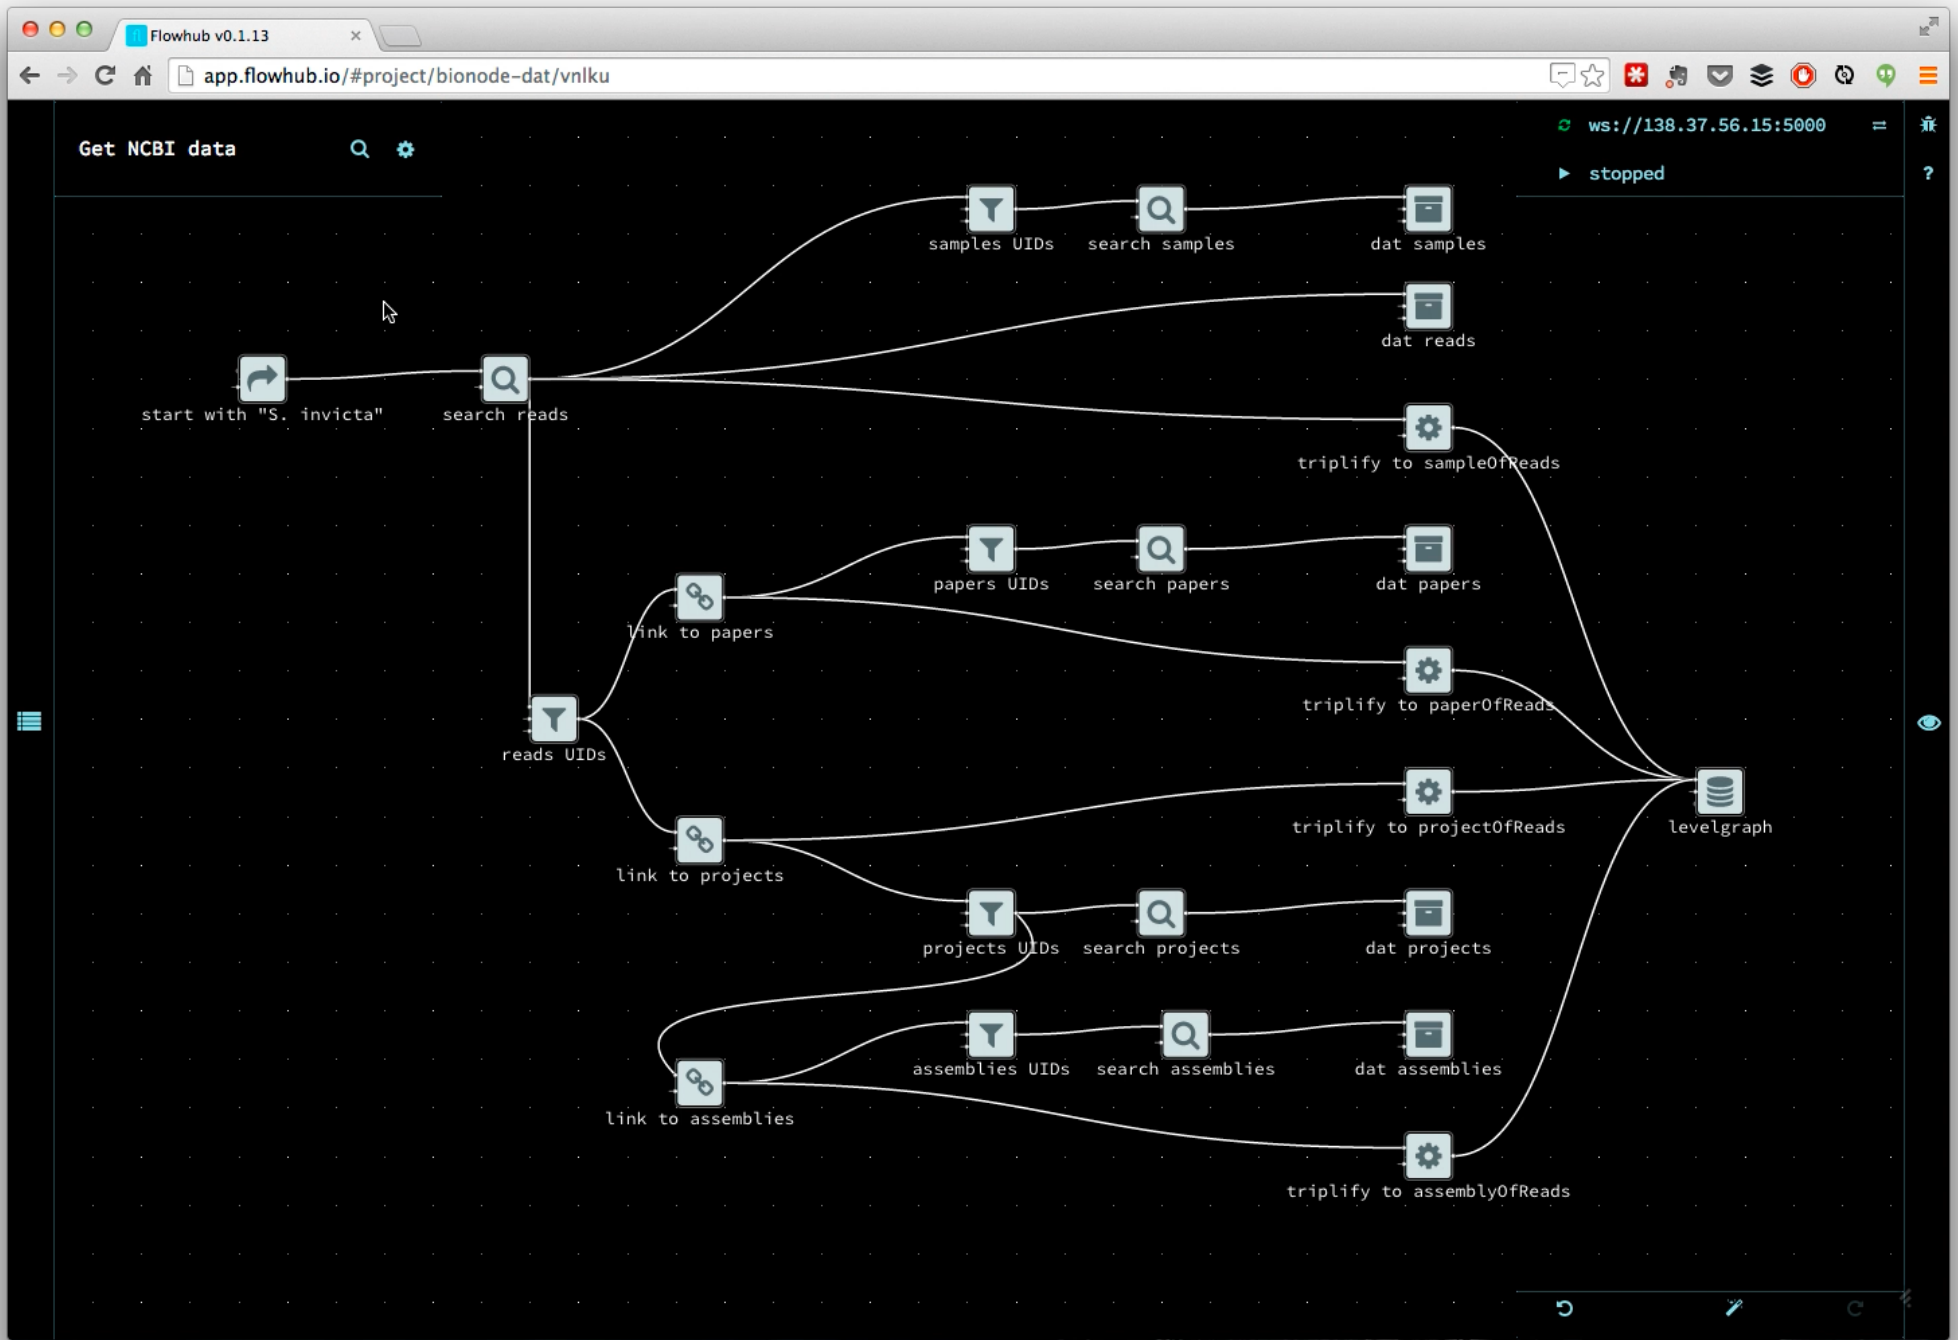 Flowhub v0.1.13
app.flowhub.io/#project/bionode-dat/vnlku
Get NCBI data
ws://138.37.56.15:5000
stopped
?
samples UIDs
search samples
dat samples
dat reads
start with "S. invicta"
search reads
triplify to sampleOfReads
papers UIDs
search papers
dat papers
link to papers
triplify to paperOfReads
reads UIDs
triplify to projectOfReads
levelgraph
link to projects
projects UIDs
search projects
dat projects
assemblies UIDs
search assemblies
dat assemblies
link to assemblies
triplify to assemblyOfReads